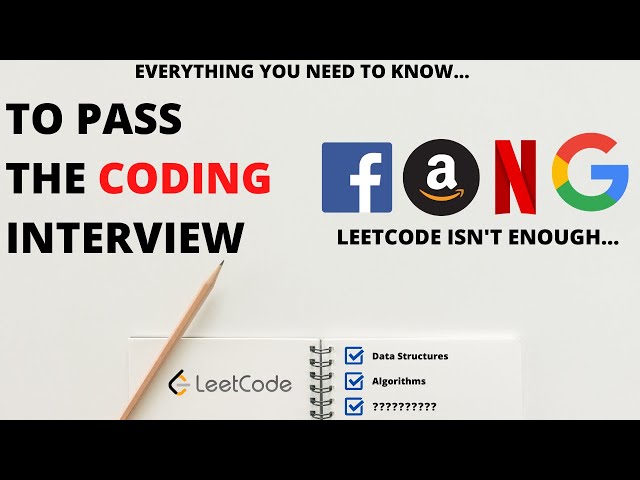 EVERYTHING YOU NEED TO KNOW...
TO PASS
THE CODING
INTERVIEW
f a N G
LEETCODE ISN'T ENOUGH...
LeetCode
Data Structures
Algorithms
??????????